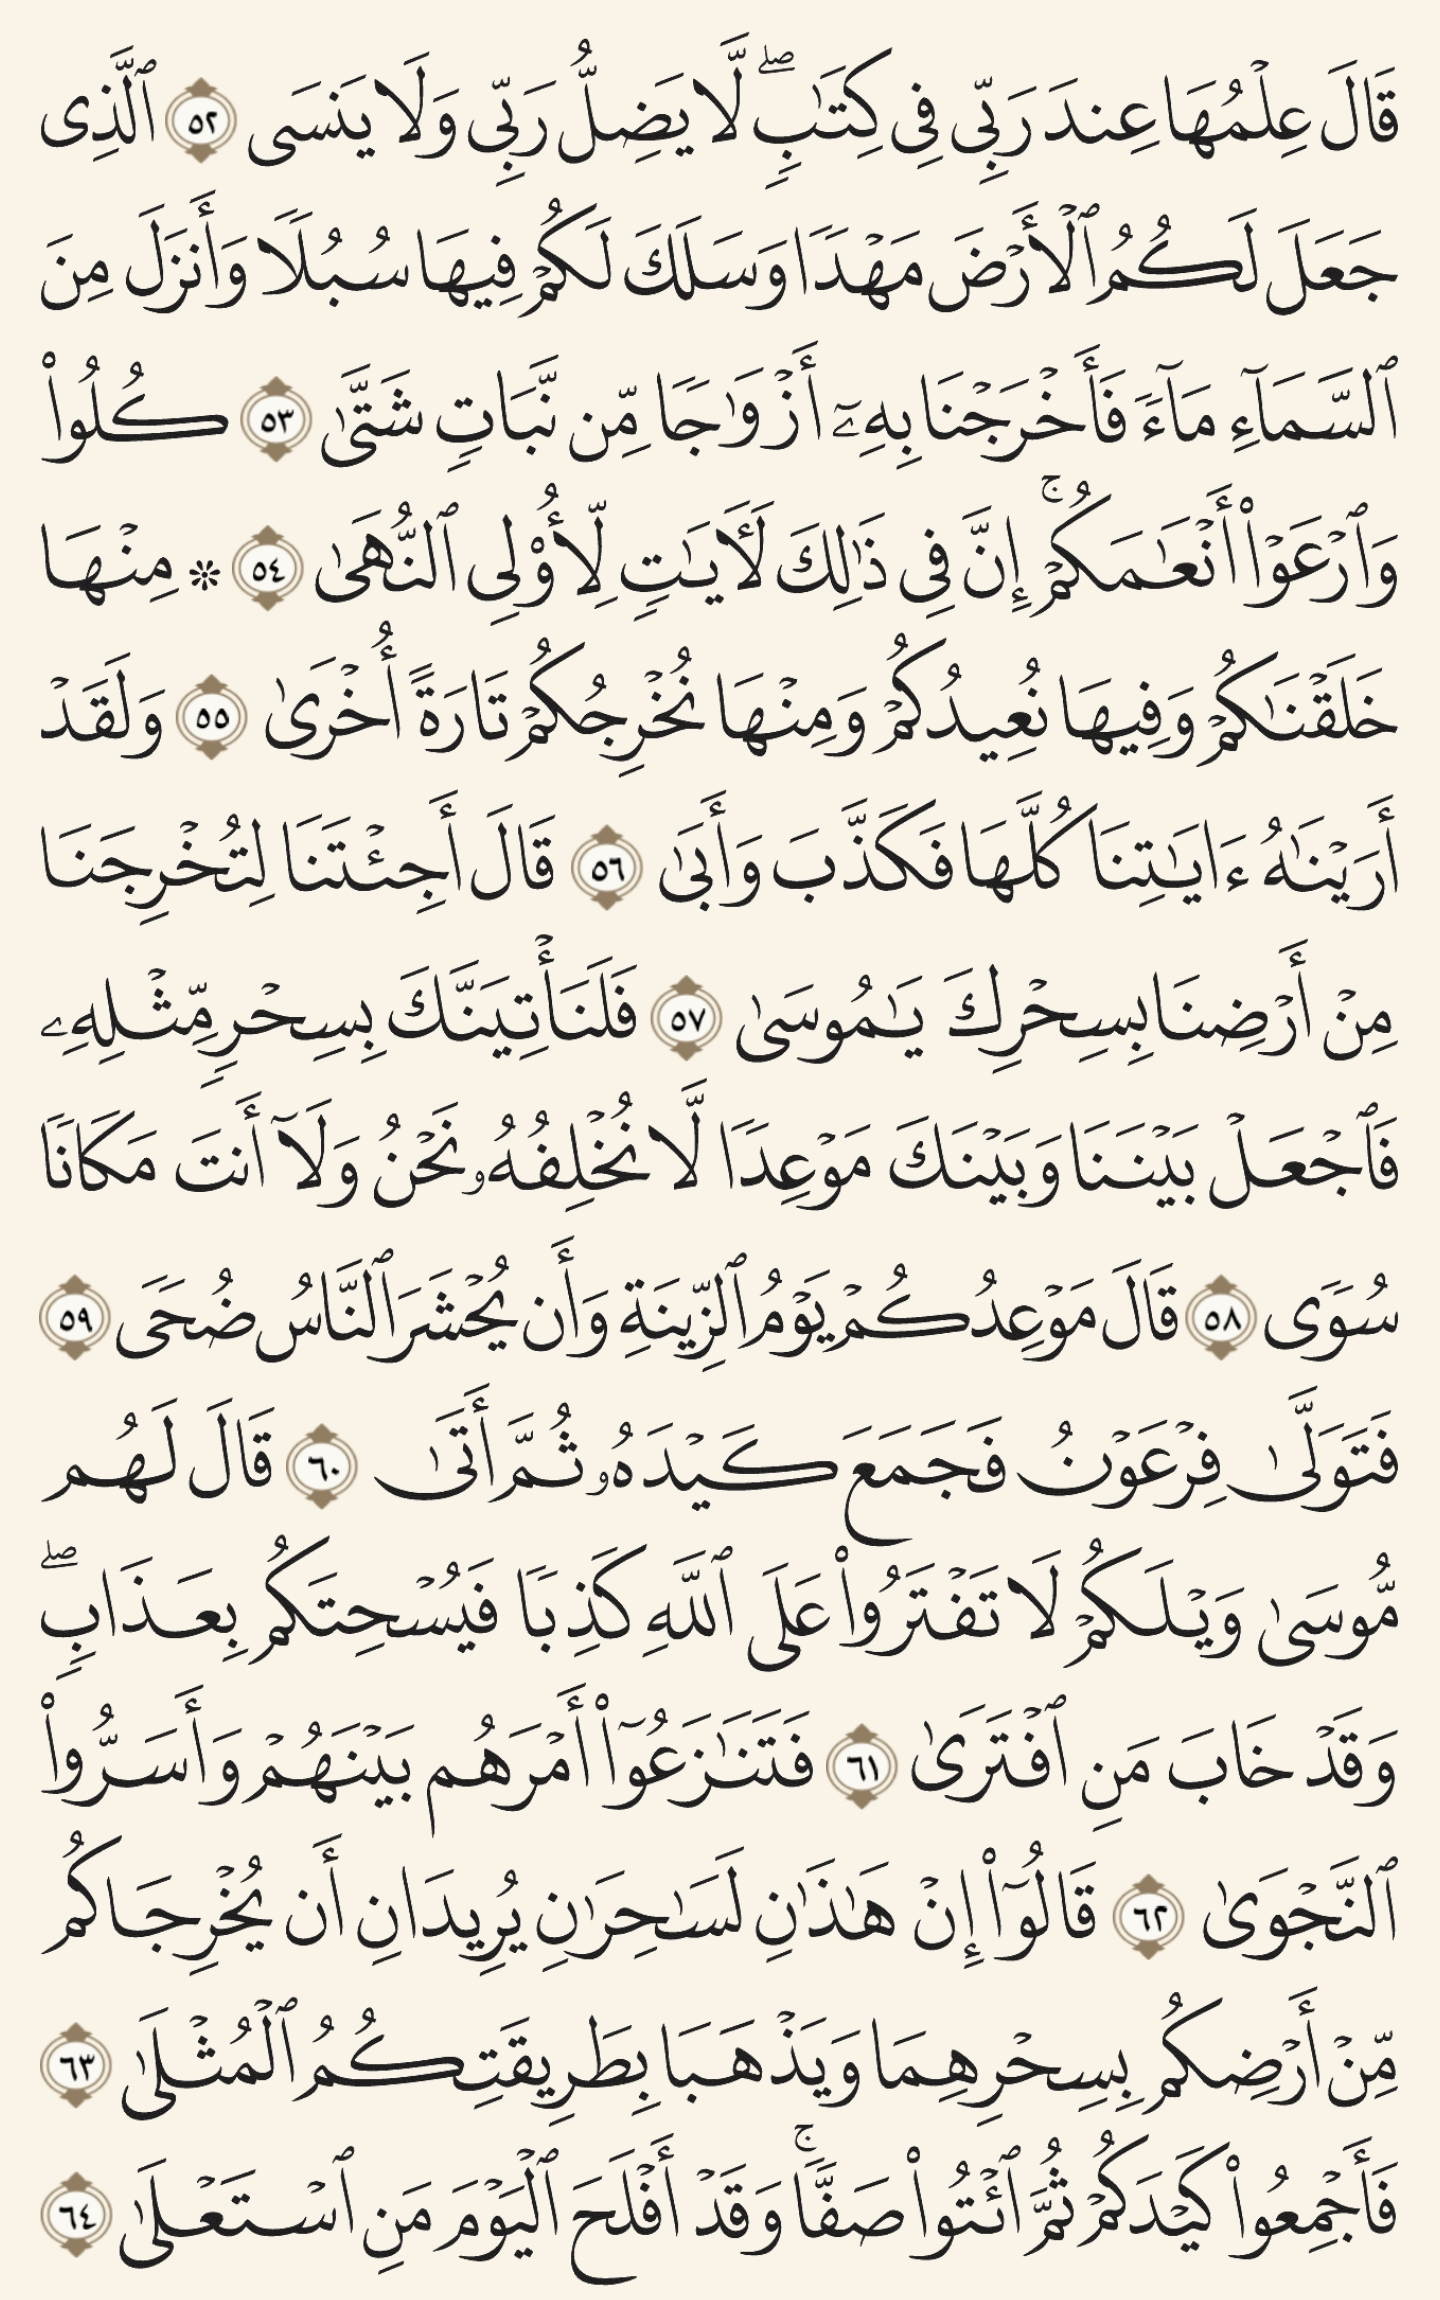 قَالَ عِلْمُهَا عِندَ رَبِّى فِى كِتَـٰبٍۢ ۖ لَّا يَضِلُّ رَبِّى وَلَا يَنسَى ٥٢ ٱلَّذِى
جَعَلَ لَكُمُ ٱلْأَرْضَ مَهْدًا وَسَلَكَ لَكُمْ فِيهَا سُبُلًا وَأَنزَلَ مِنَ
ٱلسَّمَآءِ مَآءً فَأَخْرَجْنَا بِهِۦٓ أَزْوَٰجًا مِّن نَّبَاتٍ شَتَّىٰ ٥٣ كُلُوا۟
وَٱرْعَوْا۟ أَنْعَـٰمَكُمْ ۗ إِنَّ فِى ذَٰلِكَ لَـَٔايَـٰتٍ لِّأُو۟لِى ٱلنُّهَىٰ ٥٤ ۞ مِنْهَا
خَلَقْنَـٰكُمْ وَفِيهَا نُعِيدُكُمْ وَمِنْهَا نُخْرِجُكُمْ تَارَةً أُخْرَىٰ ٥٥ وَلَقَدْ
أَرَيْنَـٰهُ ءَايَـٰتِنَا كُلَّهَا فَكَذَّبَ وَأَبَىٰ ٥٦ قَالَ أَجِئْتَنَا لِتُخْرِجَنَا
مِنْ أَرْضِنَا بِسِحْرِكَ يَـٰمُوسَىٰ ٥٧ فَلَنَأْتِيَنَّكَ بِسِحْرٍ مِّثْلِهِۦ
فَٱجْعَلْ بَيْنَنَا وَبَيْنَكَ مَوْعِدًا لَّا نُخْلِفُهُۥ نَحْنُ وَلَآ أَنتَ مَكَانًا
سُوًى ٥٨ قَالَ مَوْعِدُكُمْ يَوْمُ ٱلزِّينَةِ وَأَن يُحْشَرَ ٱلنَّاسُ ضُحًى ٥٩
فَتَوَلَّىٰ فِرْعَوْنُ فَجَمَعَ كَيْدَهُۥ ثُمَّ أَتَىٰ ٦٠ قَالَ لَهُم
مُّوسَىٰ وَيْلَكُمْ لَا تَفْتَرُوا۟ عَلَى ٱللَّهِ كَذِبًا فَيُسْحِتَكُم بِعَذَابٍ ۖ
وَقَدْ خَابَ مَنِ ٱفْتَرَىٰ ٦١ فَتَنَـٰزَعُوٓا۟ أَمْرَهُم بَيْنَهُمْ وَأَسَرُّوا۟
ٱلنَّجْوَىٰ ٦٢ قَالُوٓا۟ إِنْ هَـٰذَٰنِ لَسَـٰحِرَٰنِ يُرِيدَانِ أَن يُخْرِجَاكُم
مِّنْ أَرْضِكُم بِسِحْرِهِمَا وَيَذْهَبَا بِطَرِيقَتِكُمُ ٱلْمُثْلَىٰ ٦٣
فَأَجْمِعُوا۟ كَيْدَكُمْ ثُمَّ ٱئْتُوا۟ صَفًّا ۚ وَقَدْ أَفْلَحَ ٱلْيَوْمَ مَنِ ٱسْتَعْلَىٰ ٦٤